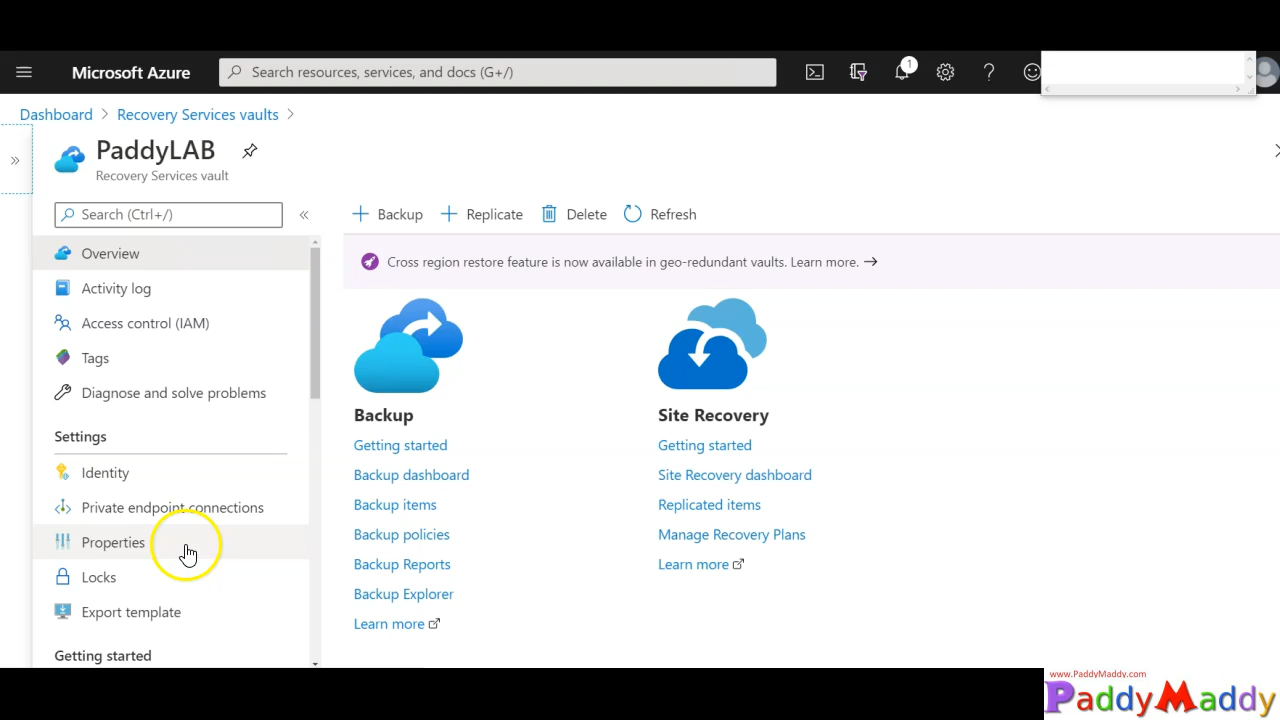 Microsoft Azure
Search resources, services, and docs (G+/)
1
Dashboard > Recovery Services vaults >
PaddyLAB
Recovery Services vault
Search (Ctrl+/)
«
»
Overview
Activity log
Access control (IAM)
Tags
Diagnose and solve problems
Settings
Identity
Private endpoint connections
Properties
Locks
Export template
Getting started
+ Backup + Replicate Delete Refresh
Cross region restore feature is now available in geo-redundant vaults. Learn more. →
Backup
Getting started
Backup dashboard
Backup items
Backup policies
Backup Reports
Backup Explorer
Learn more
Site Recovery
Getting started
Site Recovery dashboard
Replicated items
Manage Recovery Plans
Learn more
www.PaddyMaddy.com
PaddyMaddy